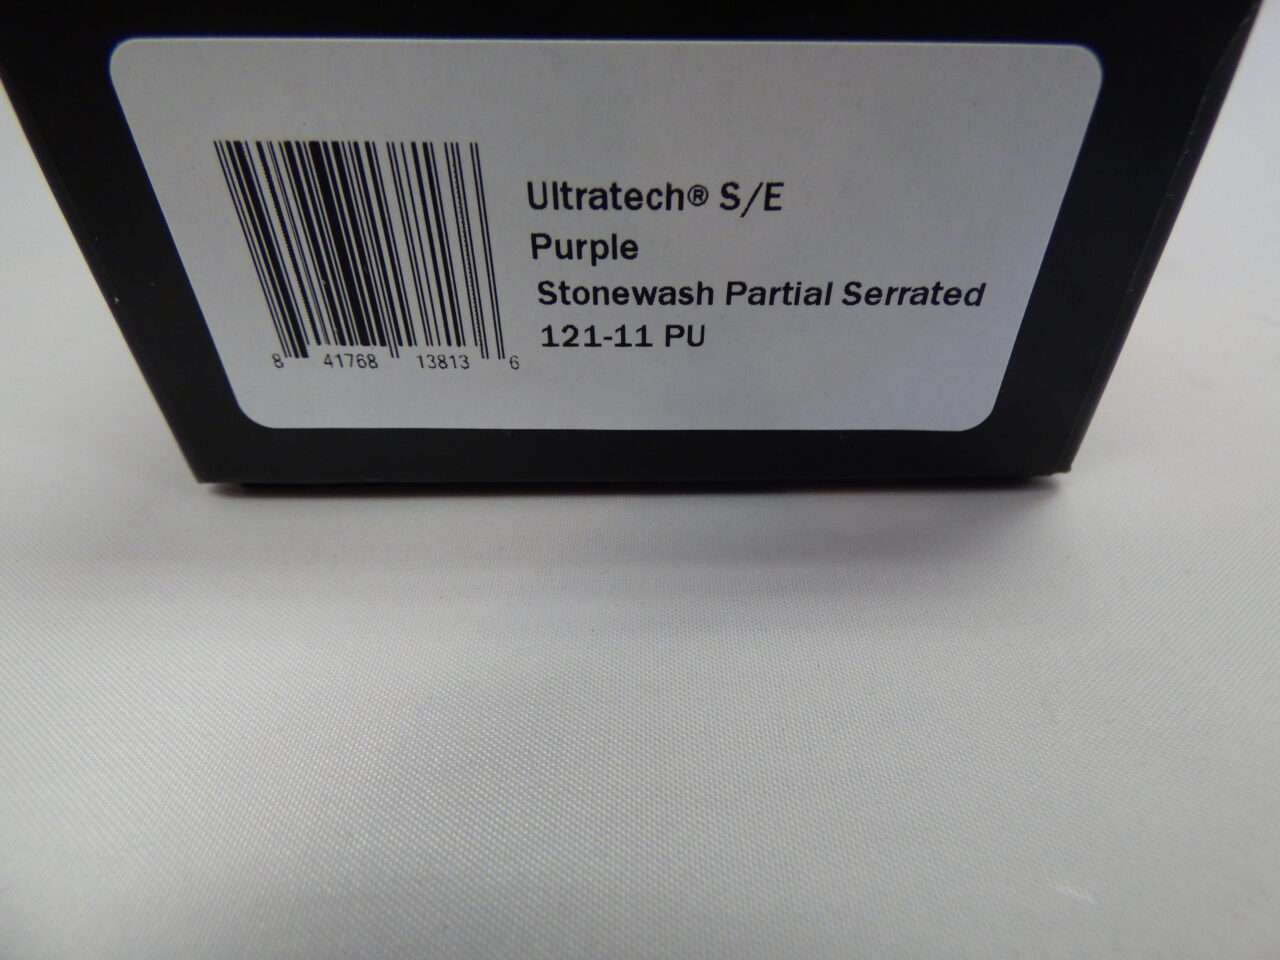 Ultratech® S/E
Purple
Stonewash Partial Serrated
121-11 PU
8 41768 13813 6